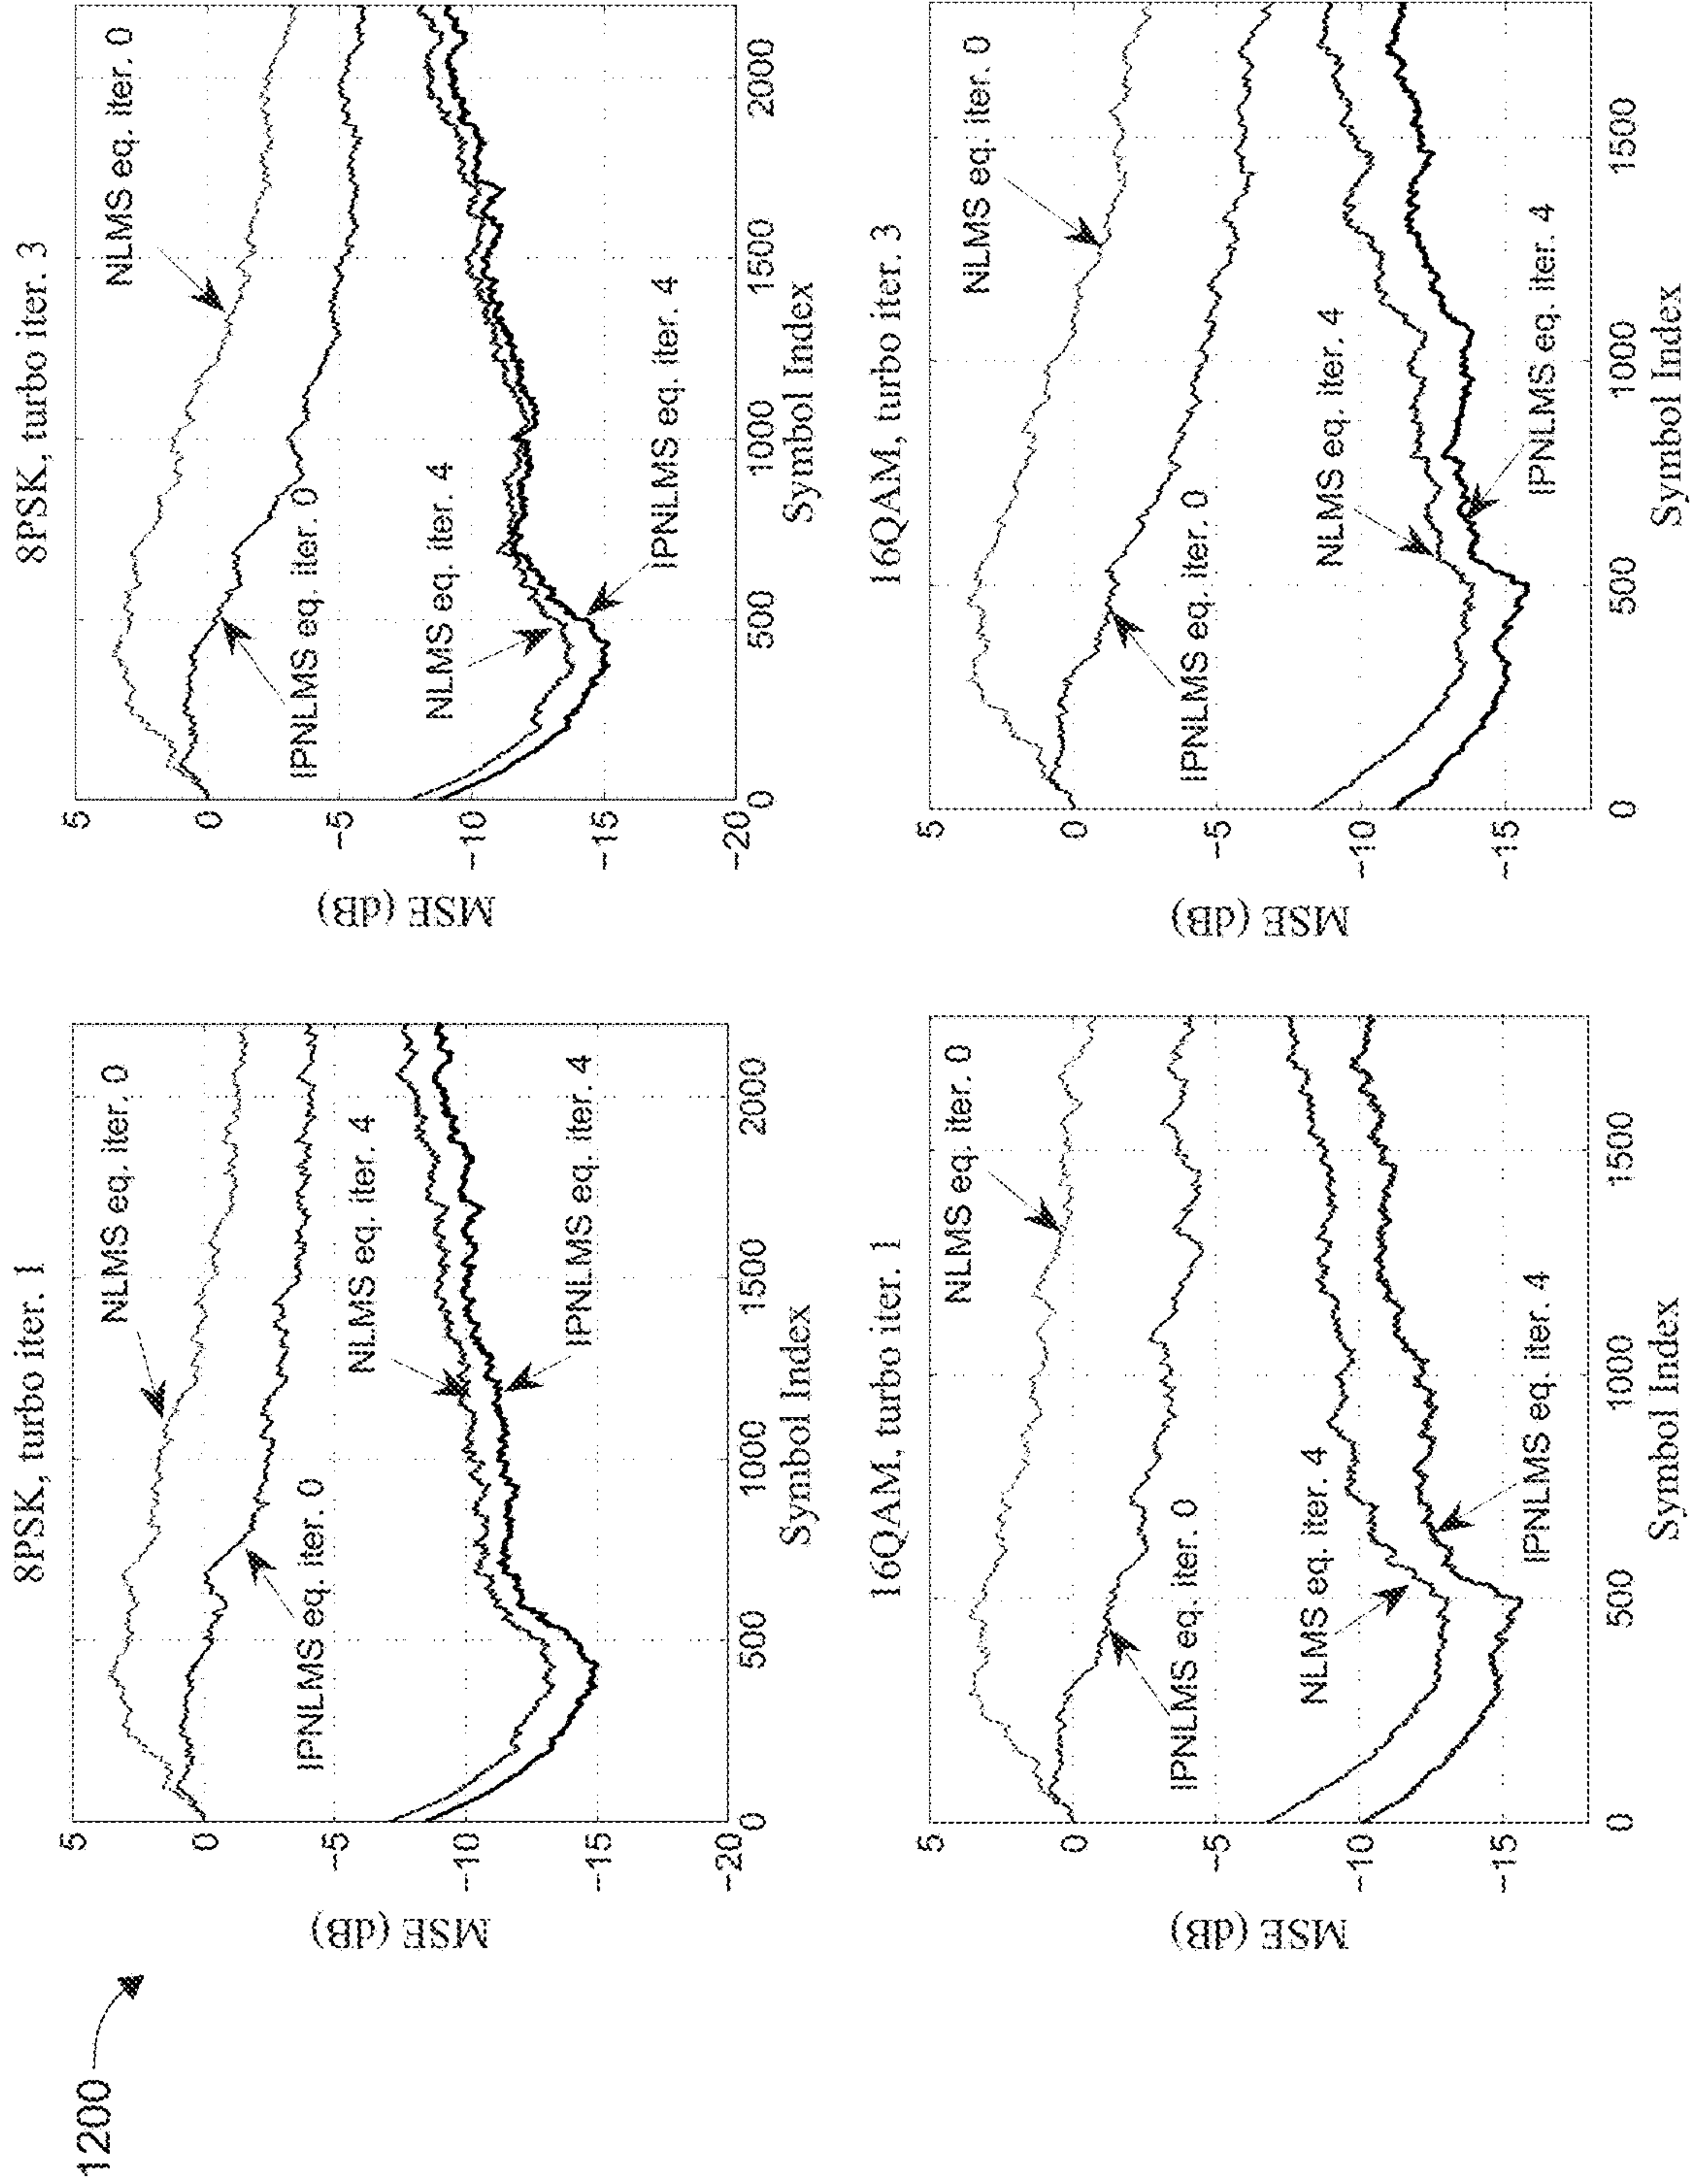 1200
8PSK, turbo iter. 1
MSE (dB)
5
0
-5
-10
-15
-20
NLMS eq. iter. 0
IPNLMS eq. iter. 0
NLMS eq. iter. 4
IPNLMS eq. iter. 4
0
500
1000
1500
2000
Symbol Index
8PSK, turbo iter. 3
MSE (dB)
5
0
-5
-10
-15
-20
NLMS eq. iter. 0
IPNLMS eq. iter. 0
NLMS eq. iter. 4
IPNLMS eq. iter. 4
0
500
1000
1500
2000
Symbol Index
16QAM, turbo iter. 1
MSE (dB)
5
0
-5
-10
-15
NLMS eq. iter. 0
IPNLMS eq. iter. 0
NLMS eq. iter. 4
IPNLMS eq. iter. 4
0
500
1000
1500
Symbol Index
16QAM, turbo iter. 3
MSE (dB)
5
0
-5
-10
-15
NLMS eq. iter. 0
IPNLMS eq. iter. 0
NLMS eq. iter. 4
IPNLMS eq. iter. 4
0
500
1000
1500
Symbol Index